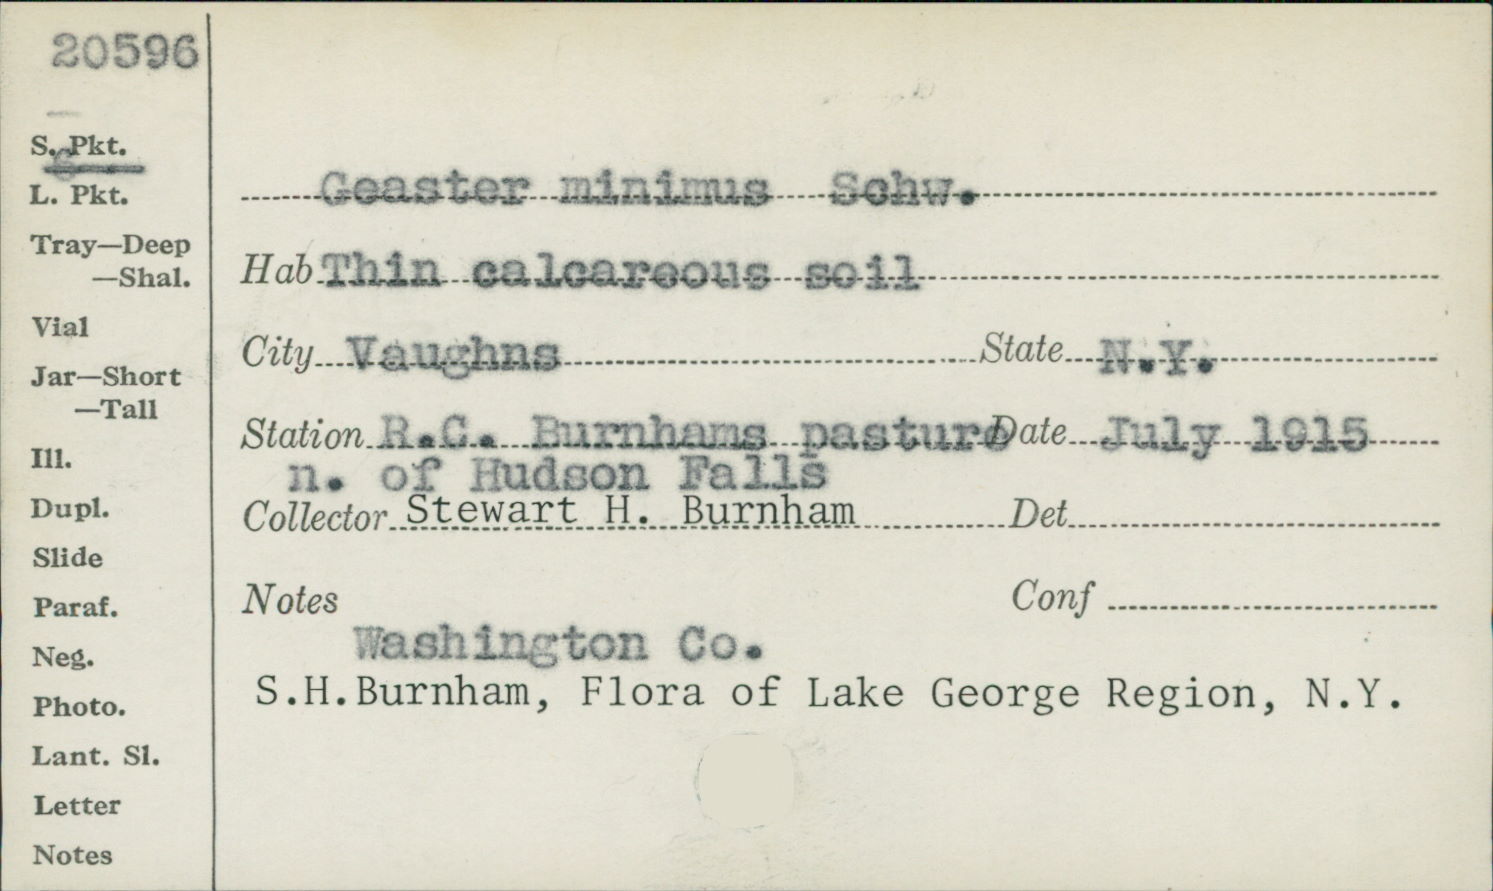 20596
S. Pkt.
L. Pkt.
Tray—Deep
—Shal.
Vial
Jar—Short
—Tall
Ill.
Dupl.
Slide
Paraf.
Neg.
Photo.
Lant. Sl.
Letter
Notes
Geaster minimus Schw.
Hab Thin calcareous soil
City Vaughns State N.Y.
Station R.C. Burnhams pasture Date July 1915
n. of Hudson Falls
Collector Stewart H. Burnham Det
Notes Conf
Washington Co.
S.H.Burnham, Flora of Lake George Region, N.Y.